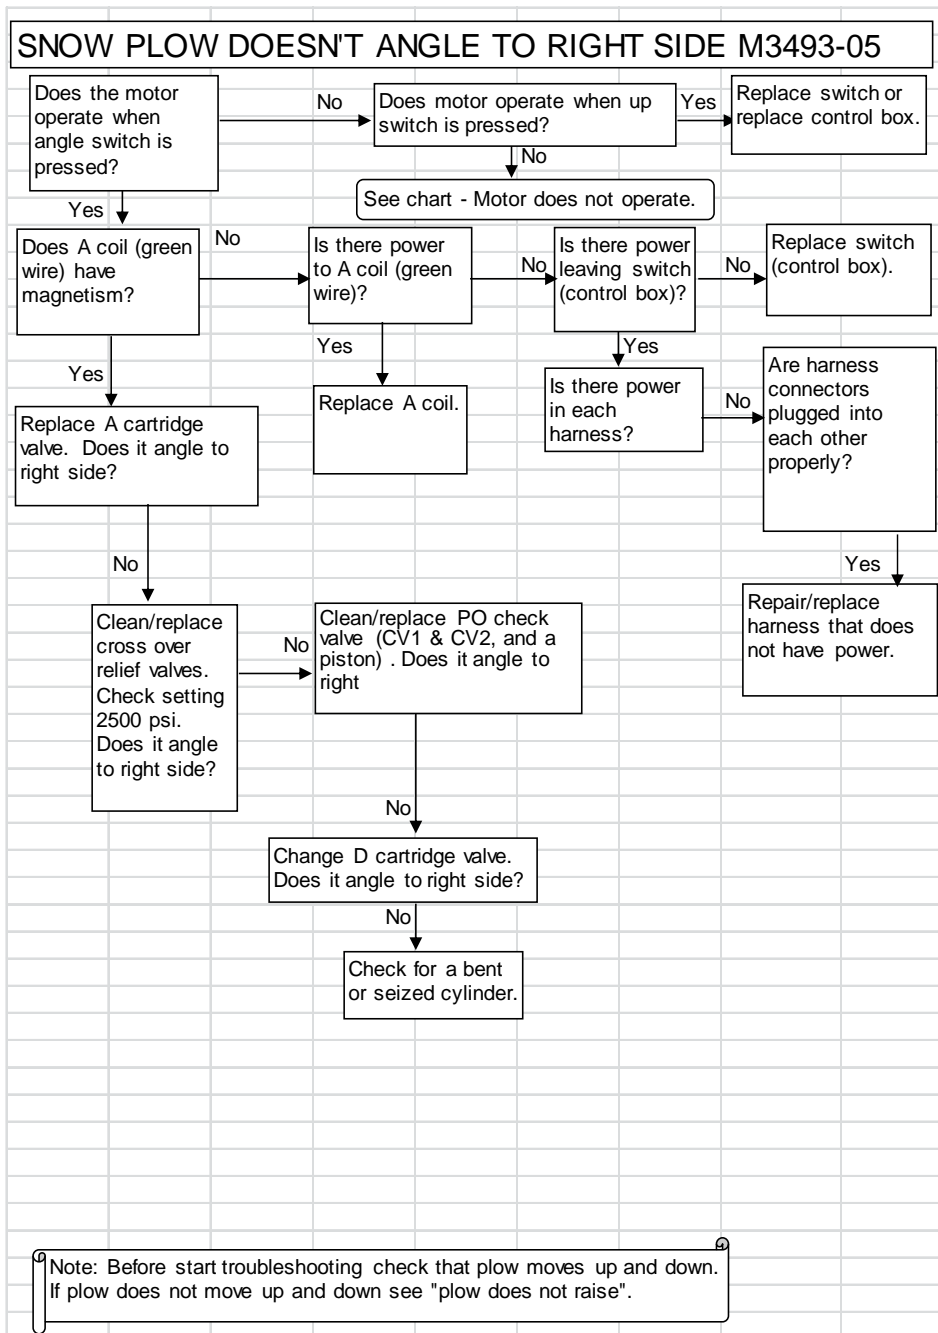 SNOW PLOW DOESN'T ANGLE TO RIGHT SIDE M3493-05
Does the motor
operate when
angle switch is
pressed?
No
Does motor operate when up
switch is pressed?
Yes
Replace switch or
replace control box.
No
See chart - Motor does not operate.
Yes
Does A coil (green
wire) have
magnetism?
No
Is there power
to A coil (green
wire)?
No
Is there power
leaving switch
(control box)?
No
Replace switch
(control box).
Yes
Yes
Yes
Replace A cartridge
valve. Does it angle to
right side?
Replace A coil.
Is there power
in each
harness?
No
Are harness
connectors
plugged into
each other
properly?
No
Yes
Clean/replace
cross over
relief valves.
Check setting
2500 psi.
Does it angle
to right side?
No
Clean/replace PO check
valve (CV1 & CV2, and a
piston) . Does it angle to
right
Repair/replace
harness that does
not have power.
No
Change D cartridge valve.
Does it angle to right side?
No
Check for a bent
or seized cylinder.
Note: Before start troubleshooting check that plow moves up and down.
If plow does not move up and down see "plow does not raise".